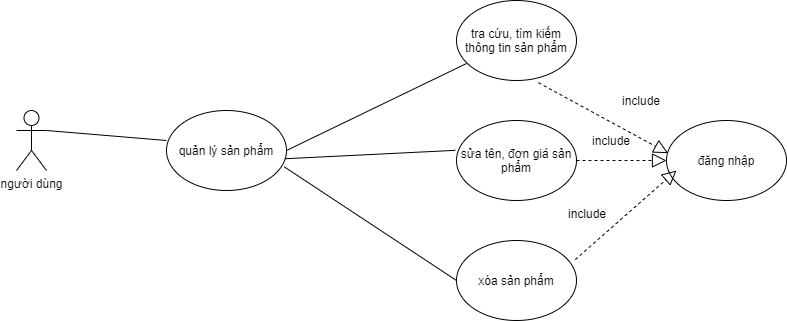 tra cứu, tìm kiếm
thông tin sản phẩm
include
include
quản lý sản phẩm
sửa tên, đợn giá sản
phẩm
đăng nhập
người dùng
include
xóa sản phẩm